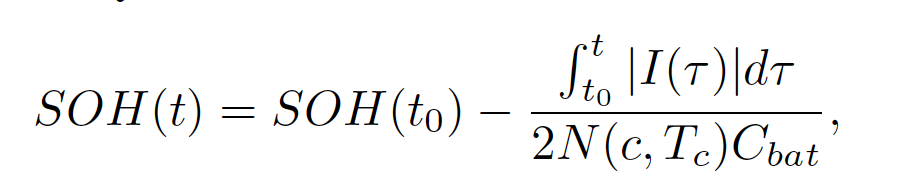 SOH(t) = SOH(t_0) - \frac{\int_{t_0}^{t} |I(\tau)| d\tau}{2N(c, T_c) C_{bat}},